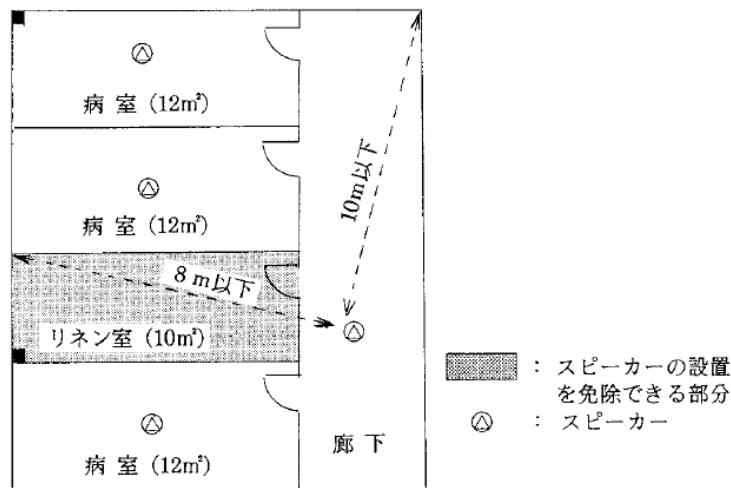 病 室 (12㎡)
病 室 (12㎡)
10m以下
8 m以下
リネン室 (10㎡)
病 室 (12㎡)
廊 下
: スピーカーの設置
を免除できる部分
: スピーカー